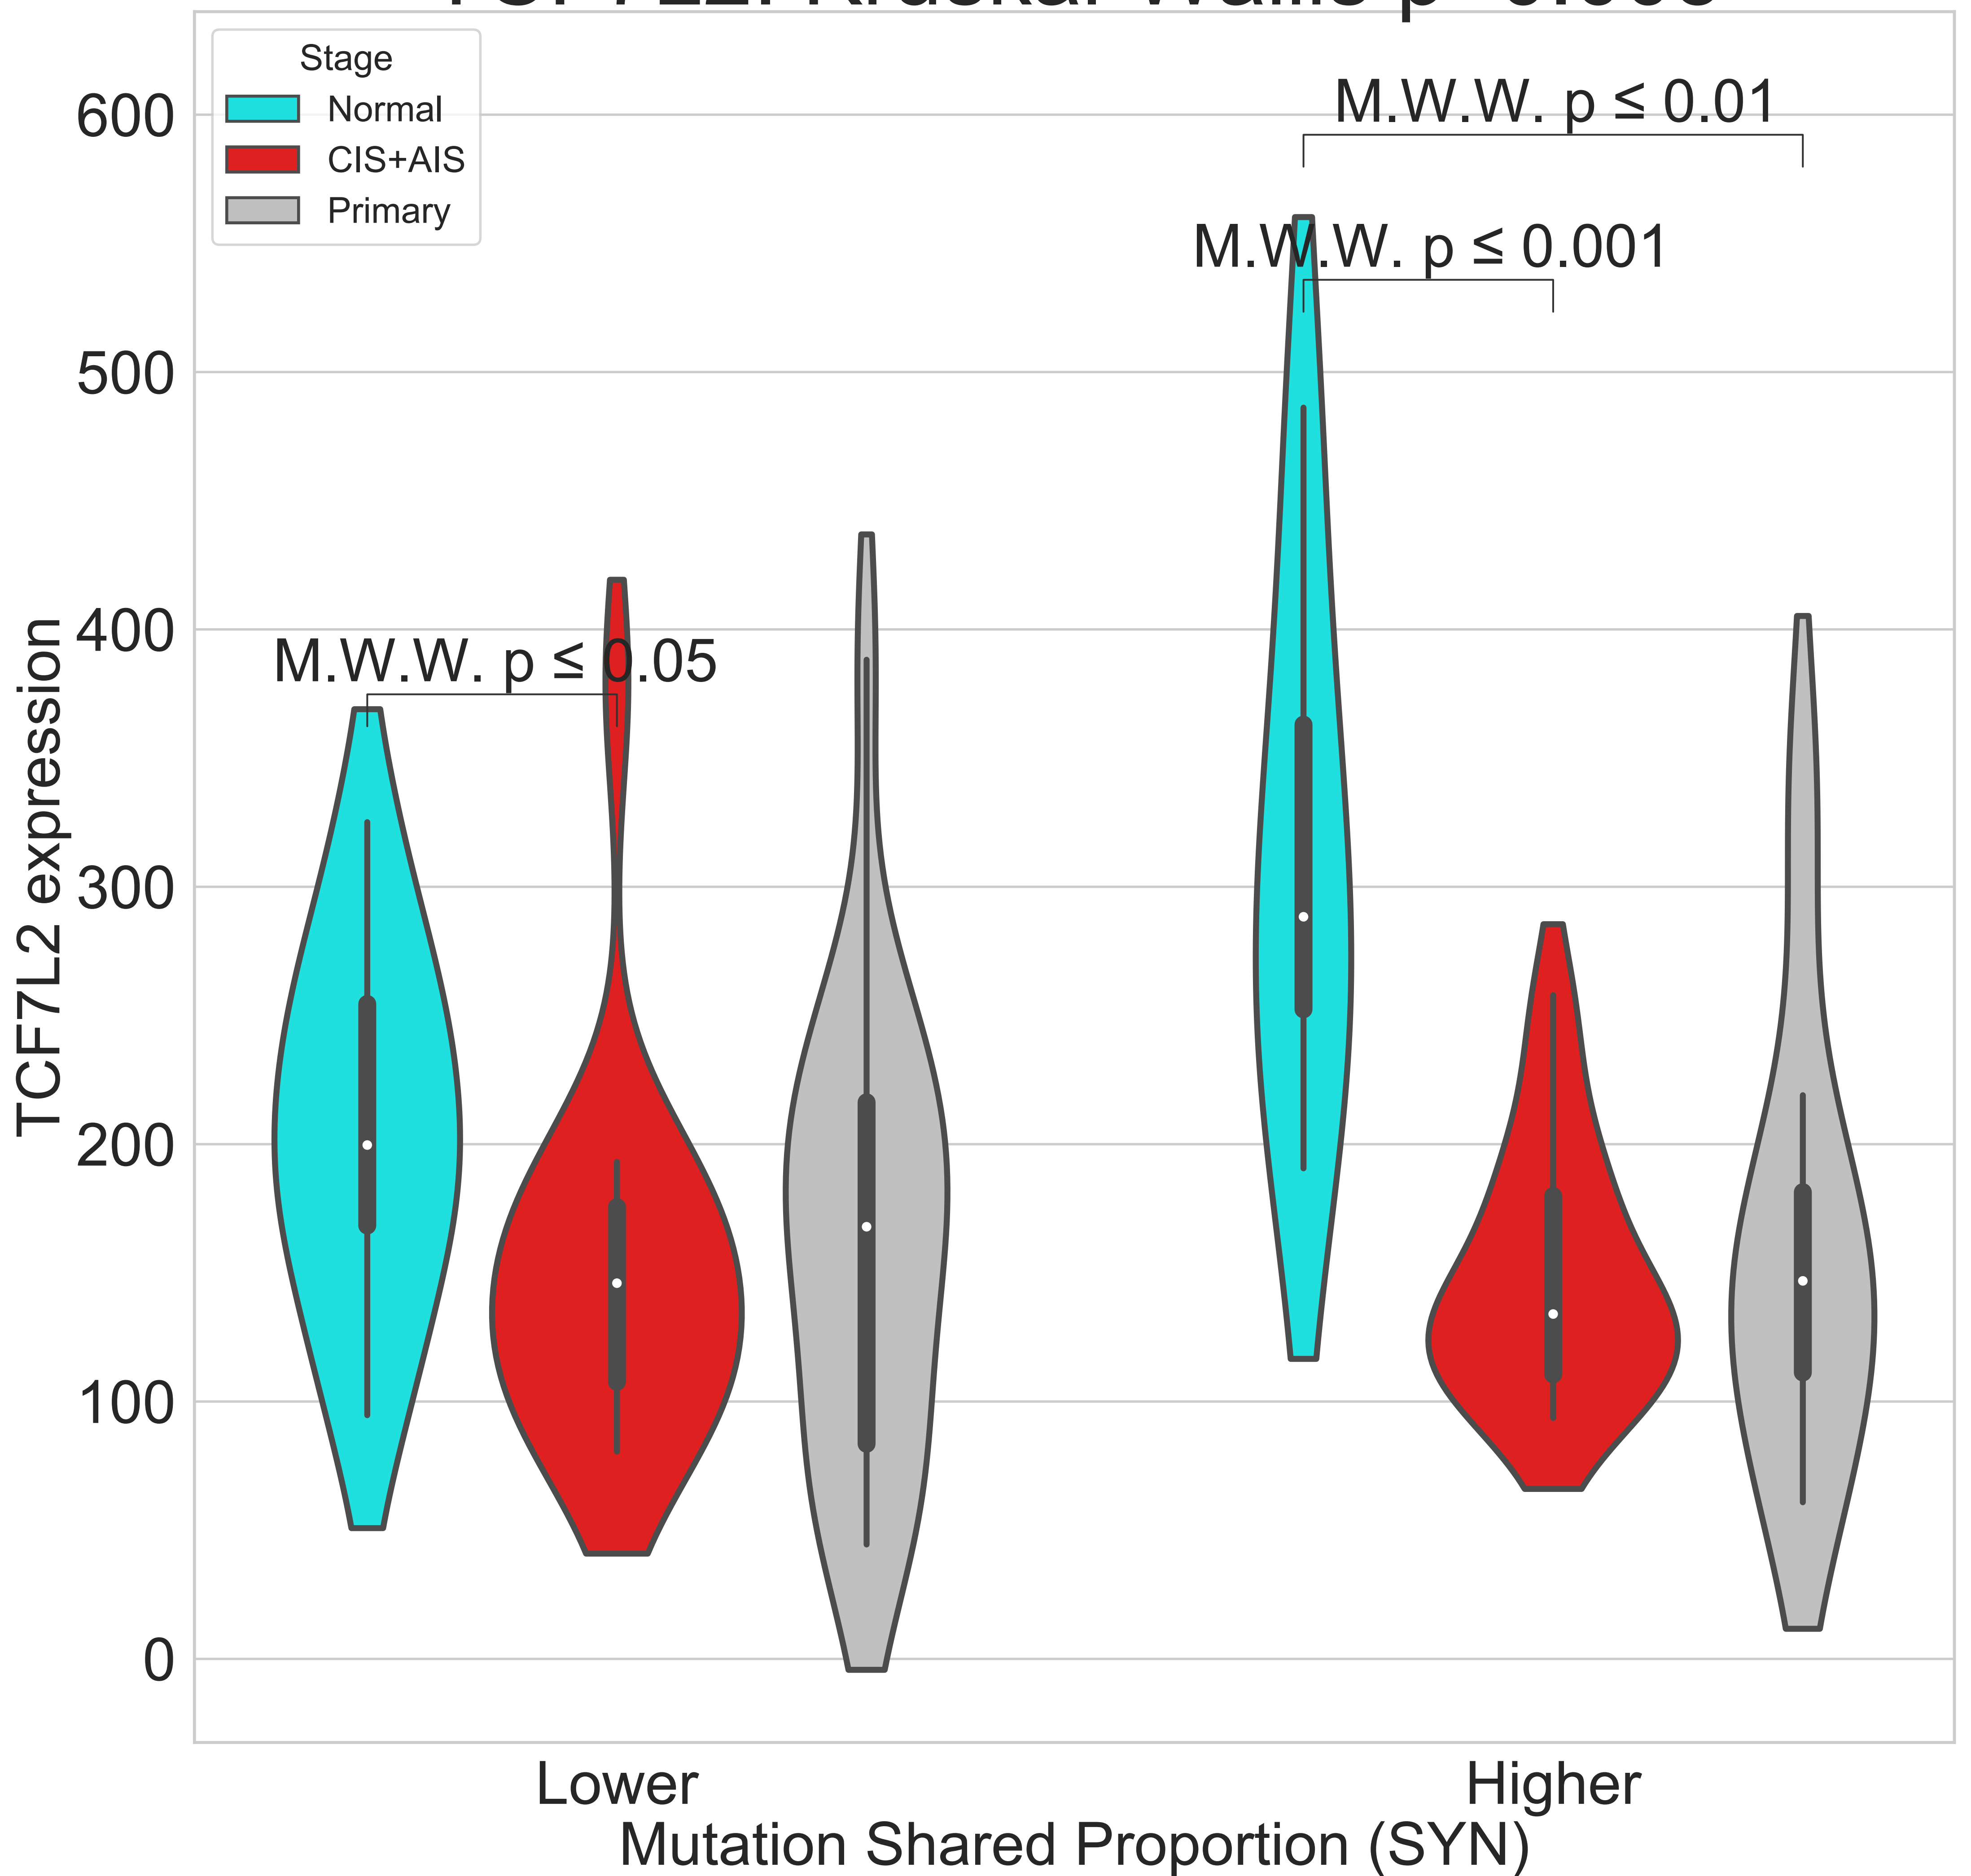 Stage
Normal
CIS+AIS
Primary
M.W.W. p ≤ 0.01
M.W.W. p ≤ 0.001
M.W.W. p ≤ 0.05
600
500
400
300
200
100
0
TCF7L2 expression
Lower
Higher
Mutation Shared Proportion (SYN)